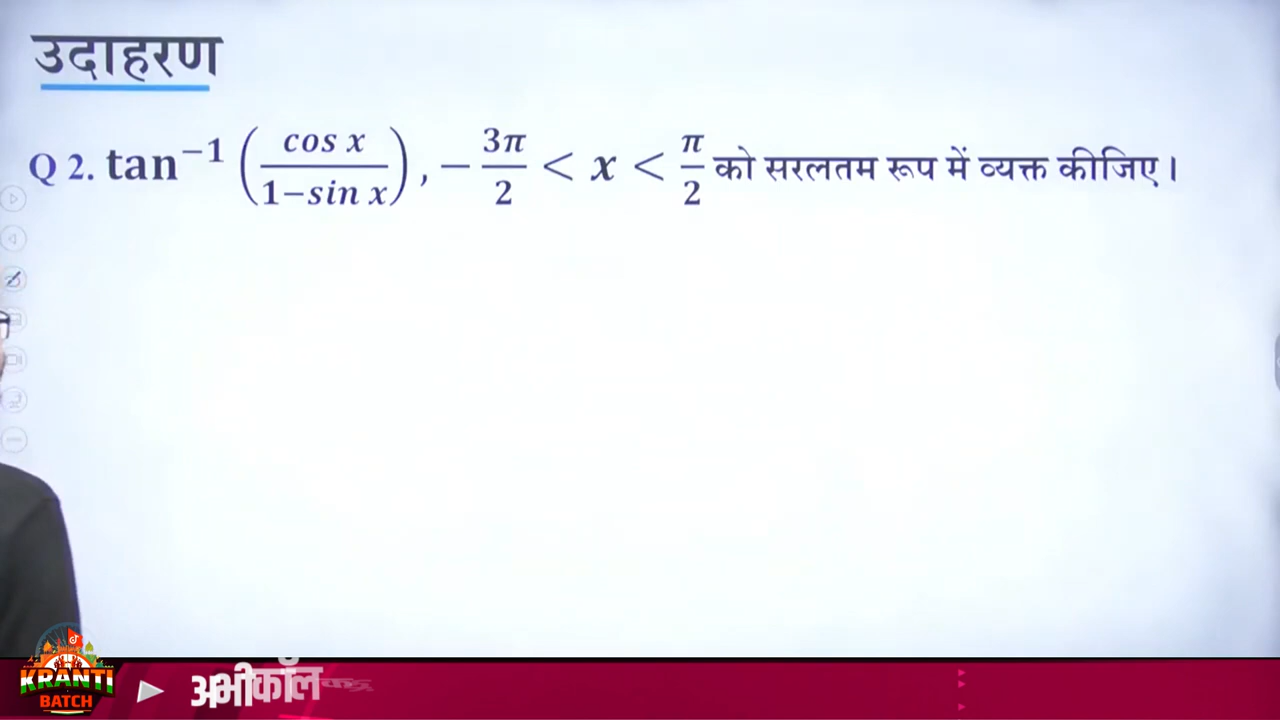 उदाहरण
Q 2. tan⁻¹ (cos x / 1−sin x), − 3π/2 < x < π/2 को सरलतम रूप में व्यक्त कीजिए।
KRANTI
BATCH
अभी कॉल